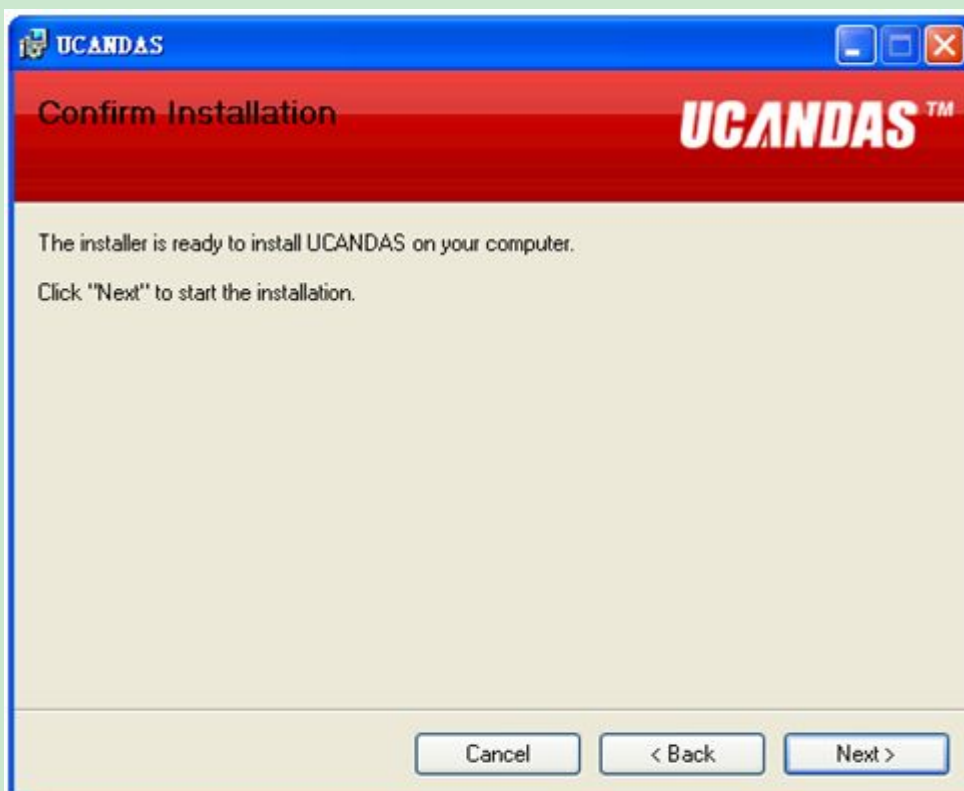 UCANDAS
Confirm Installation
UCANDAS™
The installer is ready to install UCANDAS on your computer.
Click "Next" to start the installation.
Cancel
< Back
Next >